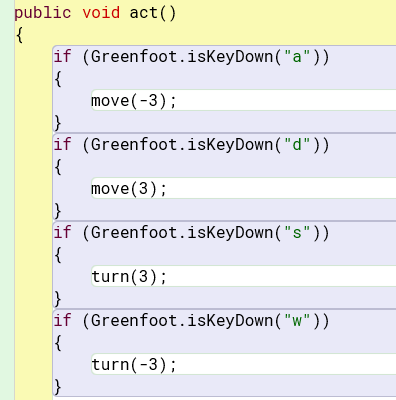 public void act()
{
if (Greenfoot.isKeyDown("a"))
{
move(-3);
}
if (Greenfoot.isKeyDown("d"))
{
move(3);
}
if (Greenfoot.isKeyDown("s"))
{
turn(3);
}
if (Greenfoot.isKeyDown("w"))
{
turn(-3);
}